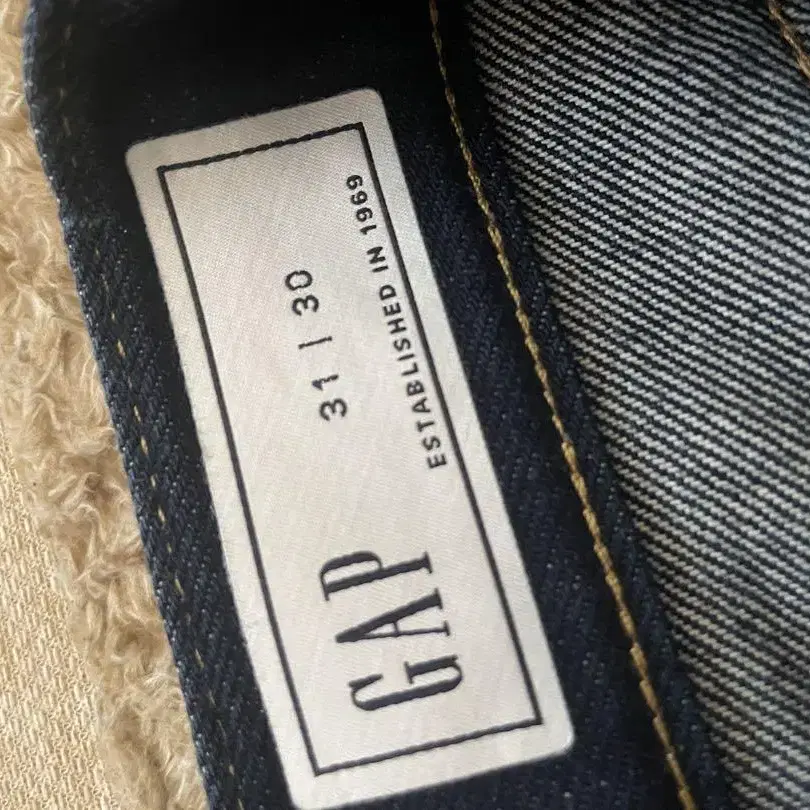 GAP
31 | 30
ESTABLISHED IN 1969